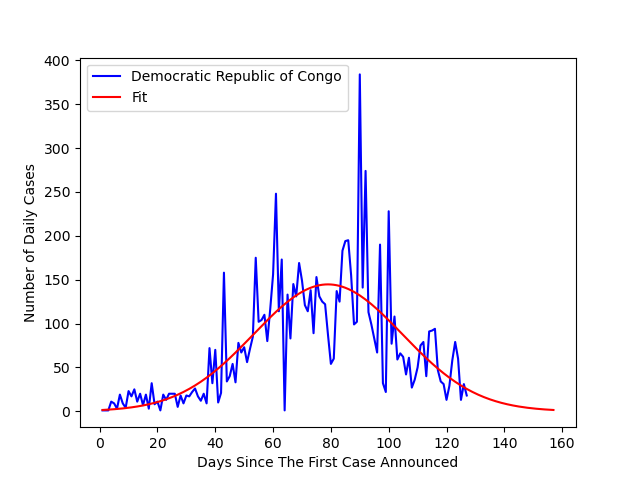 Democratic Republic of Congo
Fit
Number of Daily Cases
400
350
300
250
200
150
100
50
0
0 20 40 60 80 100 120 140 160
Days Since The First Case Announced